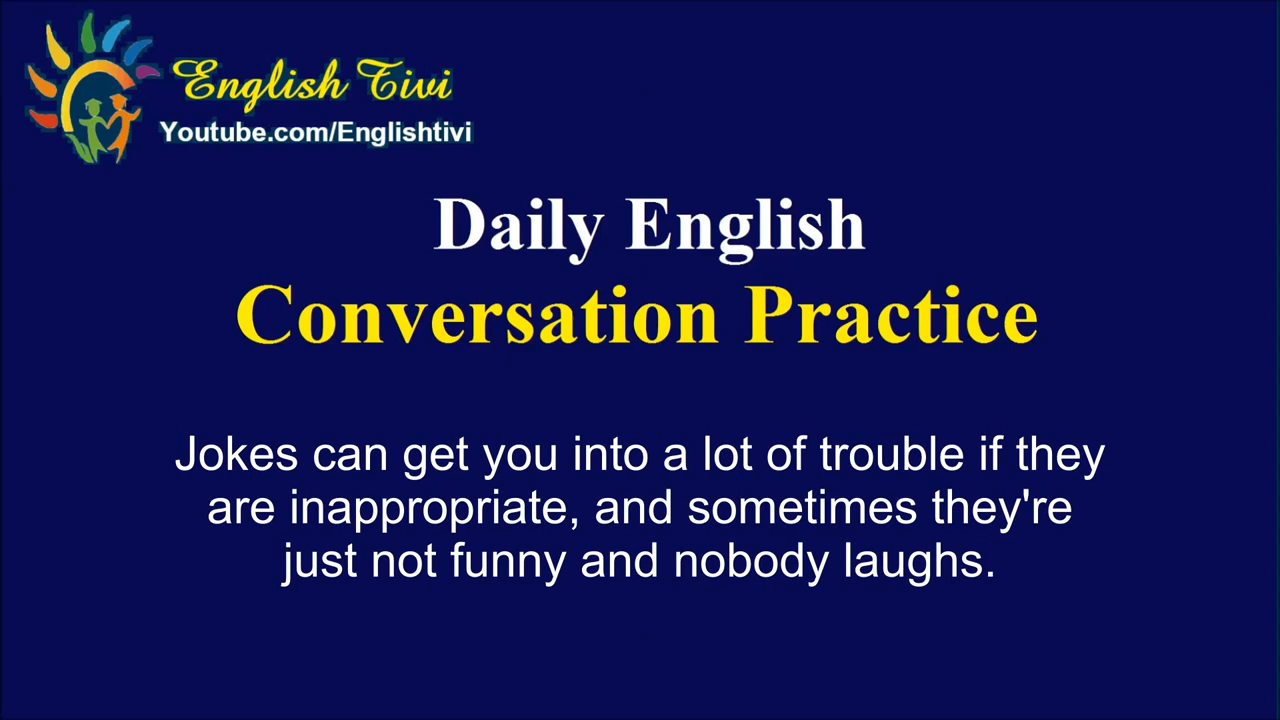 English Tivi
Youtube.com/Englishtivi
Daily English
Conversation Practice
Jokes can get you into a lot of trouble if they
are inappropriate, and sometimes they're
just not funny and nobody laughs.